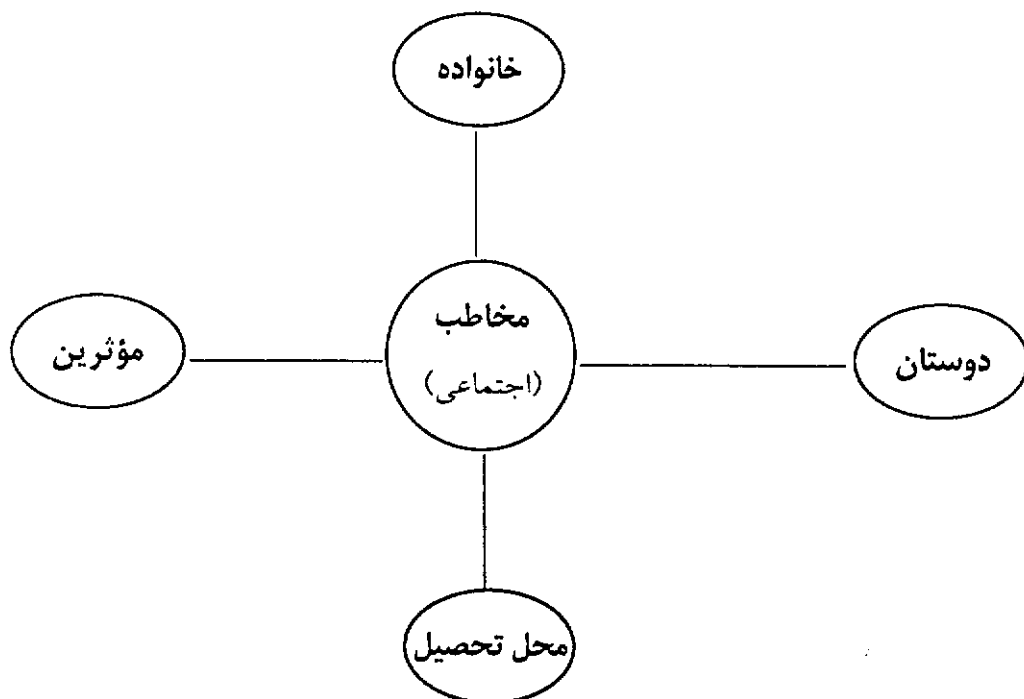 خانواده
مخاطب
(اجتماعی)
دوستان
مؤثرین
محل تحصیل